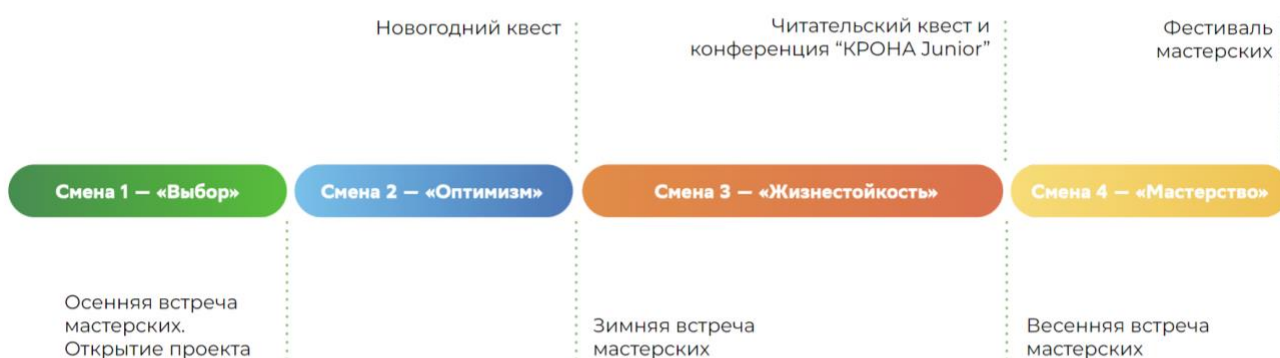 Новогодний квест
Читательский квест и
конференция “КРОНА Junior”
Фестиваль
мастерских
Смена 1 — «Выбор»
Смена 2 — «Оптимизм»
Смена 3 — «Жизнестойкость»
Смена 4 — «Мастерство»
Осенняя встреча
мастерских.
Открытие проекта
Зимняя встреча
мастерских
Весенняя встреча
мастерских